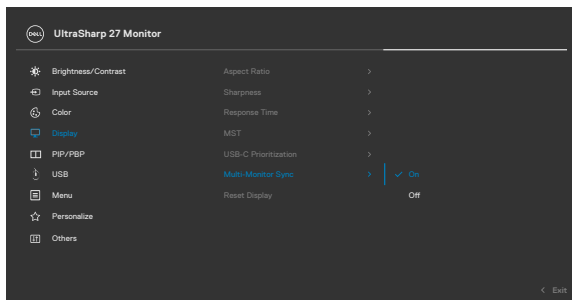 DELL UltraSharp 27 Monitor
Brightness/Contrast Aspect Ratio >
Input Source Sharpness >
Color Response Time >
Display MST >
PIP/PBP USB-C Prioritization >
USB Multi-Monitor Sync > ✓ On
Menu Reset Display Off
Personalize
Others
< Exit